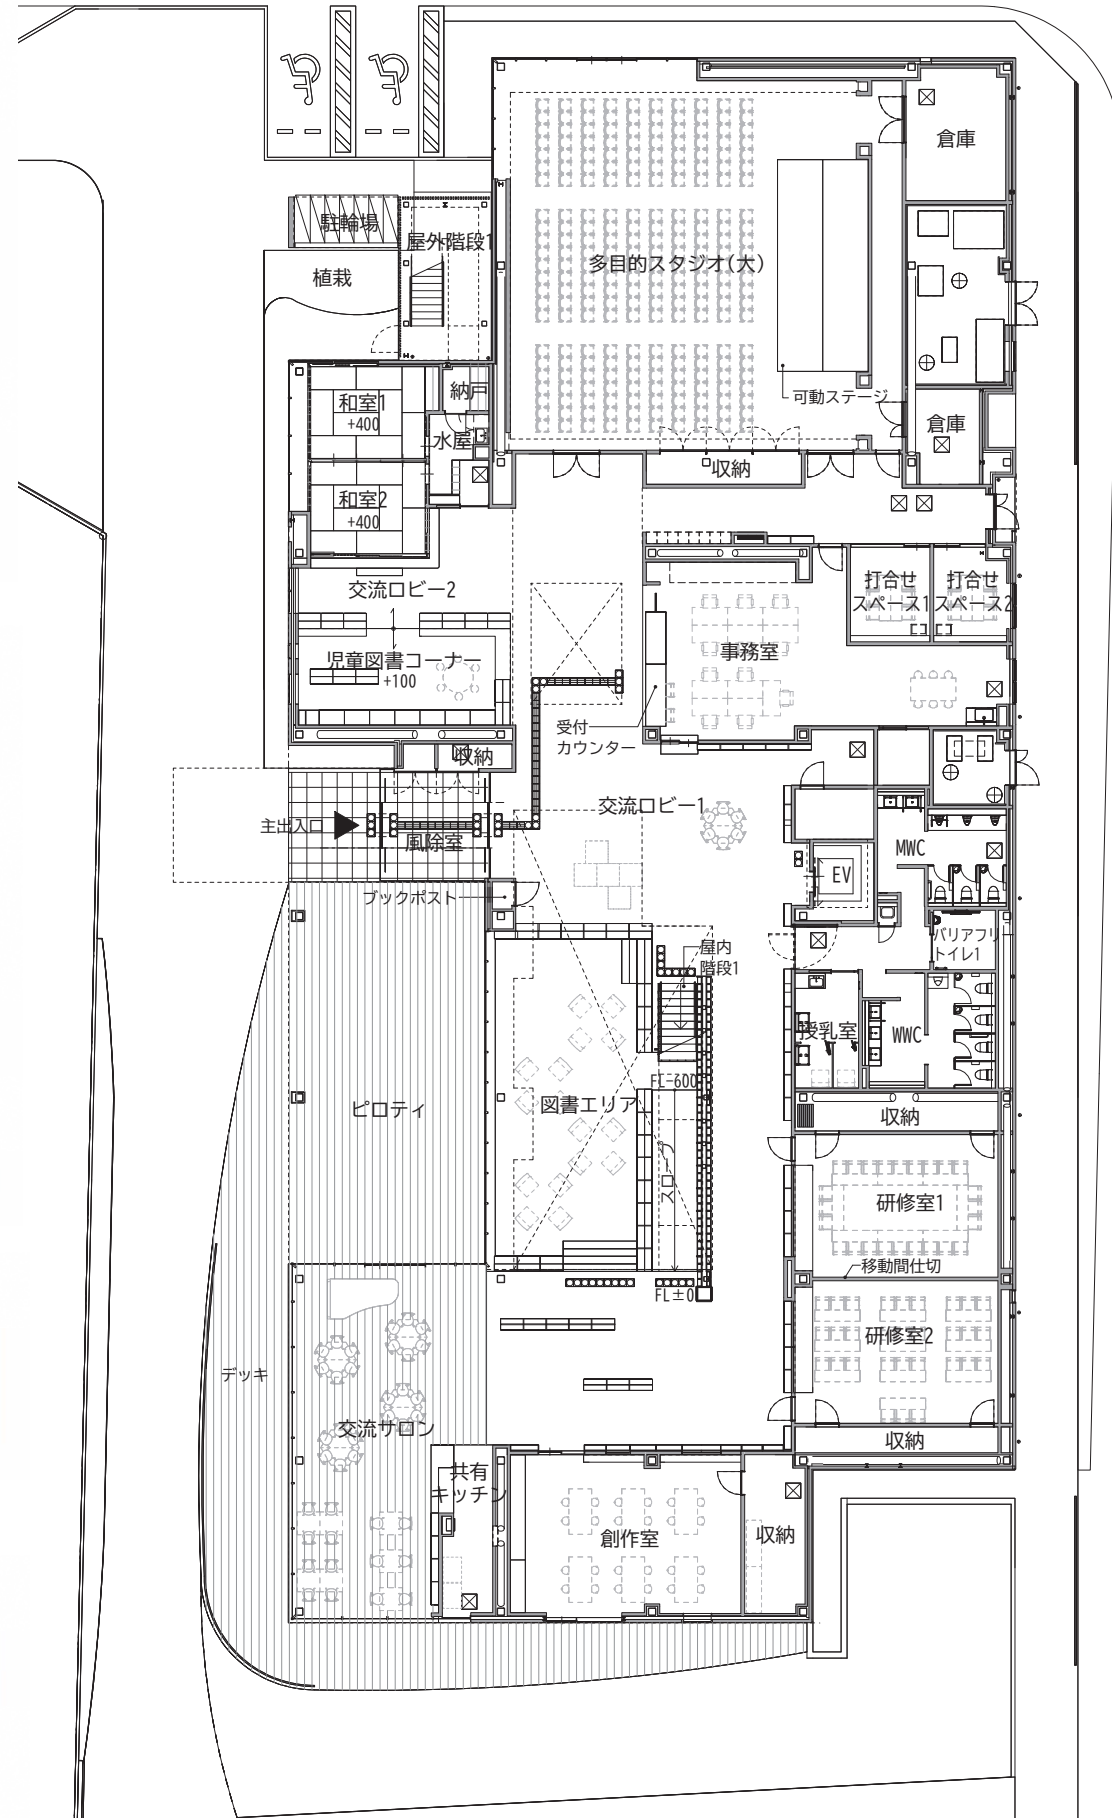 倉庫
駐輪場
屋外階段1
多目的スタジオ(大)
植栽
可動ステージ
納戸
和室1
+400
倉庫
水屋
収納
和室2
+400
打合せ
スペース1
打合せ
スペース2
交流ロビー2
事務室
児童図書コーナー
+100
受付
カウンター
収納
交流ロビー1
主出入口
風除室
MWC
EV
ブックポスト
バリアフリ
トイレ1
屋内
階段1
授乳室
WWC
FL-600
図書エリア
ピロティ
収納
スロープ
研修室1
移動間仕切
FL±0
研修室2
デッキ
交流サロン
収納
共有
キッチン
創作室
収納